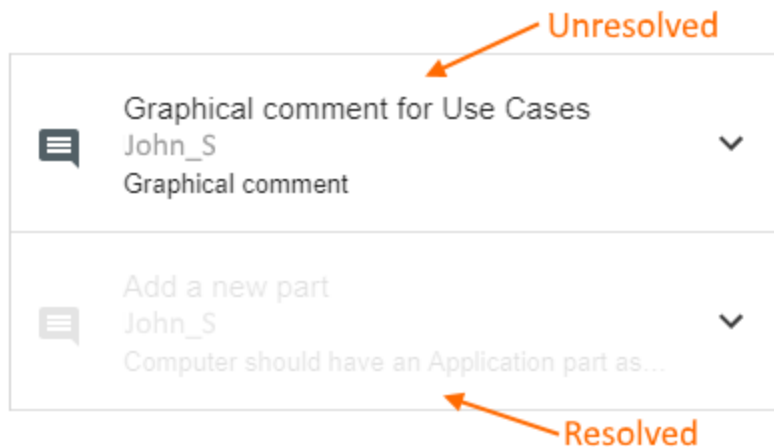 Unresolved
Graphical comment for Use Cases
John_S
Graphical comment
Add a new part
John_S
Computer should have an Application part as...
Resolved